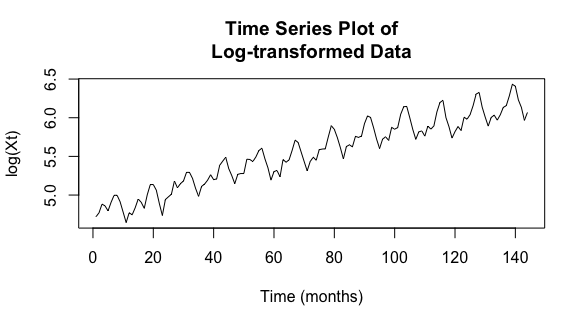 Time Series Plot of
Log-transformed Data
log(Xt)
6.5
6.0
5.5
5.0
0 20 40 60 80 100 120 140
Time (months)